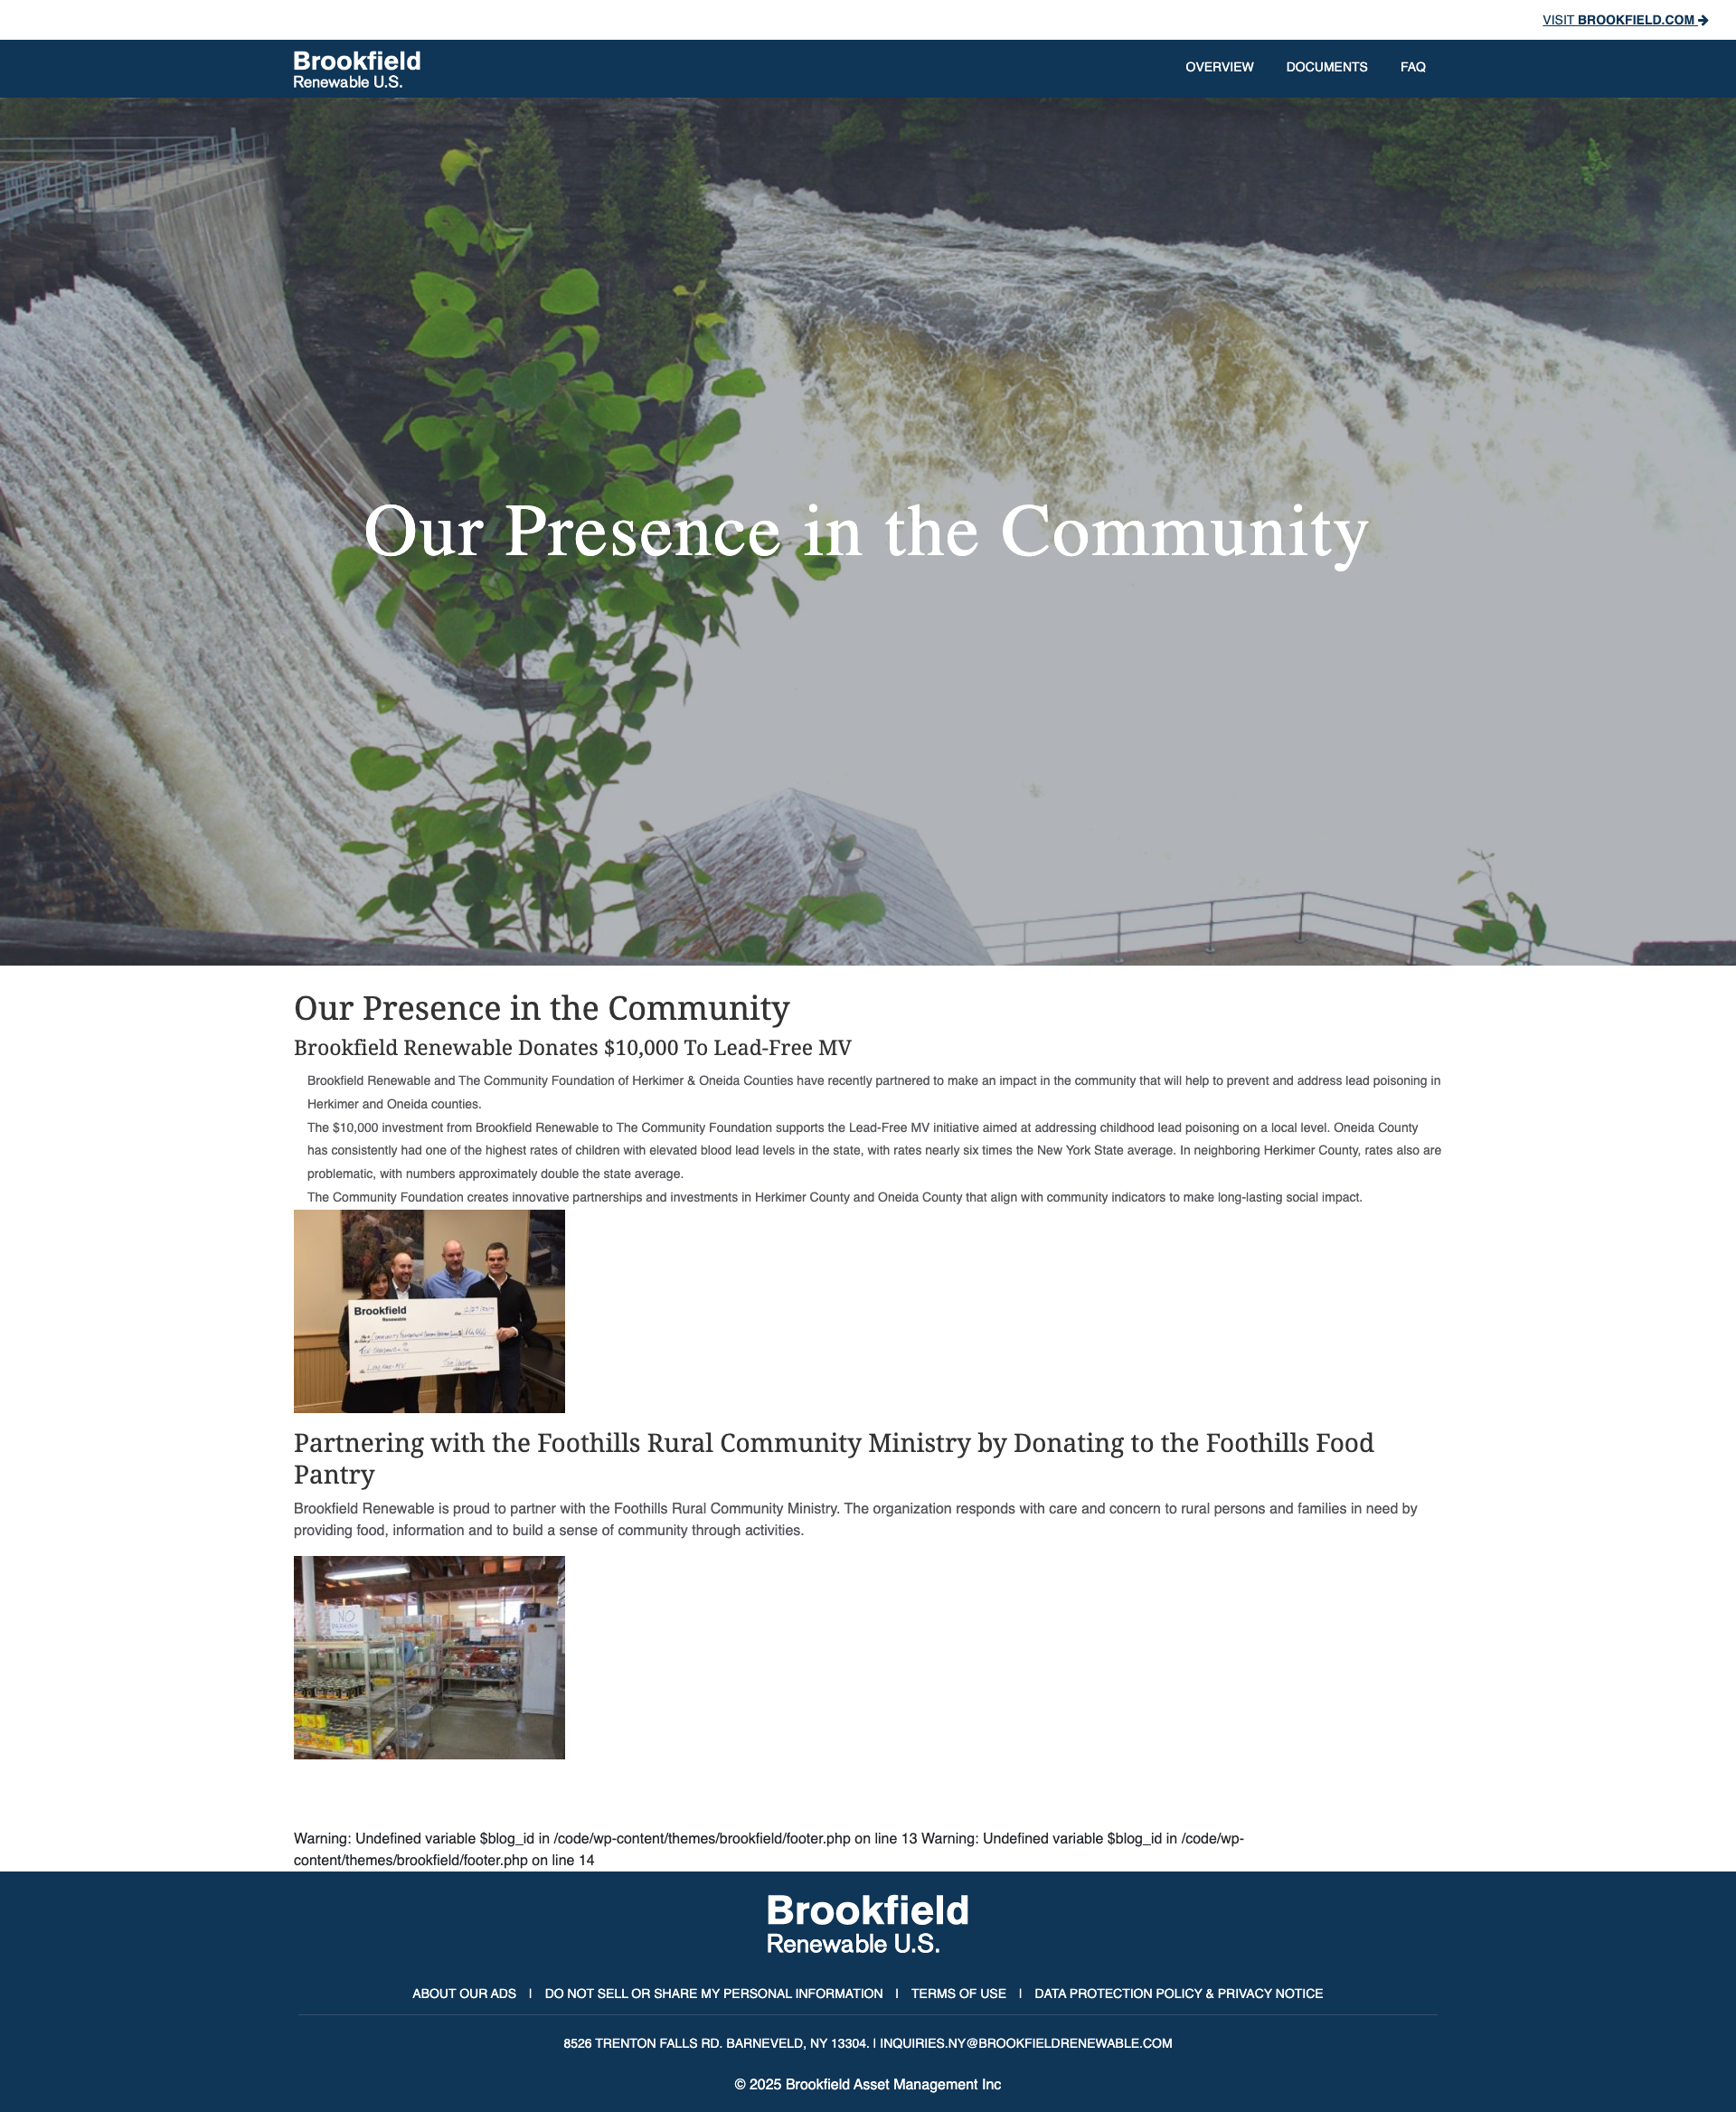 VISIT BROOKFIELD.COM
Brookfield
Renewable U.S.
OVERVIEW DOCUMENTS FAQ
Our Presence in the Community
Our Presence in the Community
Brookfield Renewable Donates $10,000 To Lead-Free MV
Brookfield Renewable and The Community Foundation of Herkimer & Oneida Counties have recently partnered to make an impact in the community that will help to prevent and address lead poisoning in
Herkimer and Oneida counties.
The $10,000 investment from Brookfield Renewable to The Community Foundation supports the Lead-Free MV initiative aimed at addressing childhood lead poisoning on a local level. Oneida County
has consistently had one of the highest rates of children with elevated blood lead levels in the state, with rates nearly six times the New York State average. In neighboring Herkimer County, rates also are
problematic, with numbers approximately double the state average.
The Community Foundation creates innovative partnerships and investments in Herkimer County and Oneida County that align with community indicators to make long-lasting social impact.
Brookfield
Renewable
Partnering with the Foothills Rural Community Ministry by Donating to the Foothills Food
Pantry
Brookfield Renewable is proud to partner with the Foothills Rural Community Ministry. The organization responds with care and concern to rural persons and families in need by
providing food, information and to build a sense of community through activities.
NO
Warning: Undefined variable $blog_id in /code/wp-content/themes/brookfield/footer.php on line 13 Warning: Undefined variable $blog_id in /code/wp-
content/themes/brookfield/footer.php on line 14
Brookfield
Renewable U.S.
ABOUT OUR ADS | DO NOT SELL OR SHARE MY PERSONAL INFORMATION | TERMS OF USE | DATA PROTECTION POLICY & PRIVACY NOTICE
8526 TRENTON FALLS RD. BARNEVELD, NY 13304. | INQUIRIES.NY@BROOKFIELDRENEWABLE.COM
© 2025 Brookfield Asset Management Inc